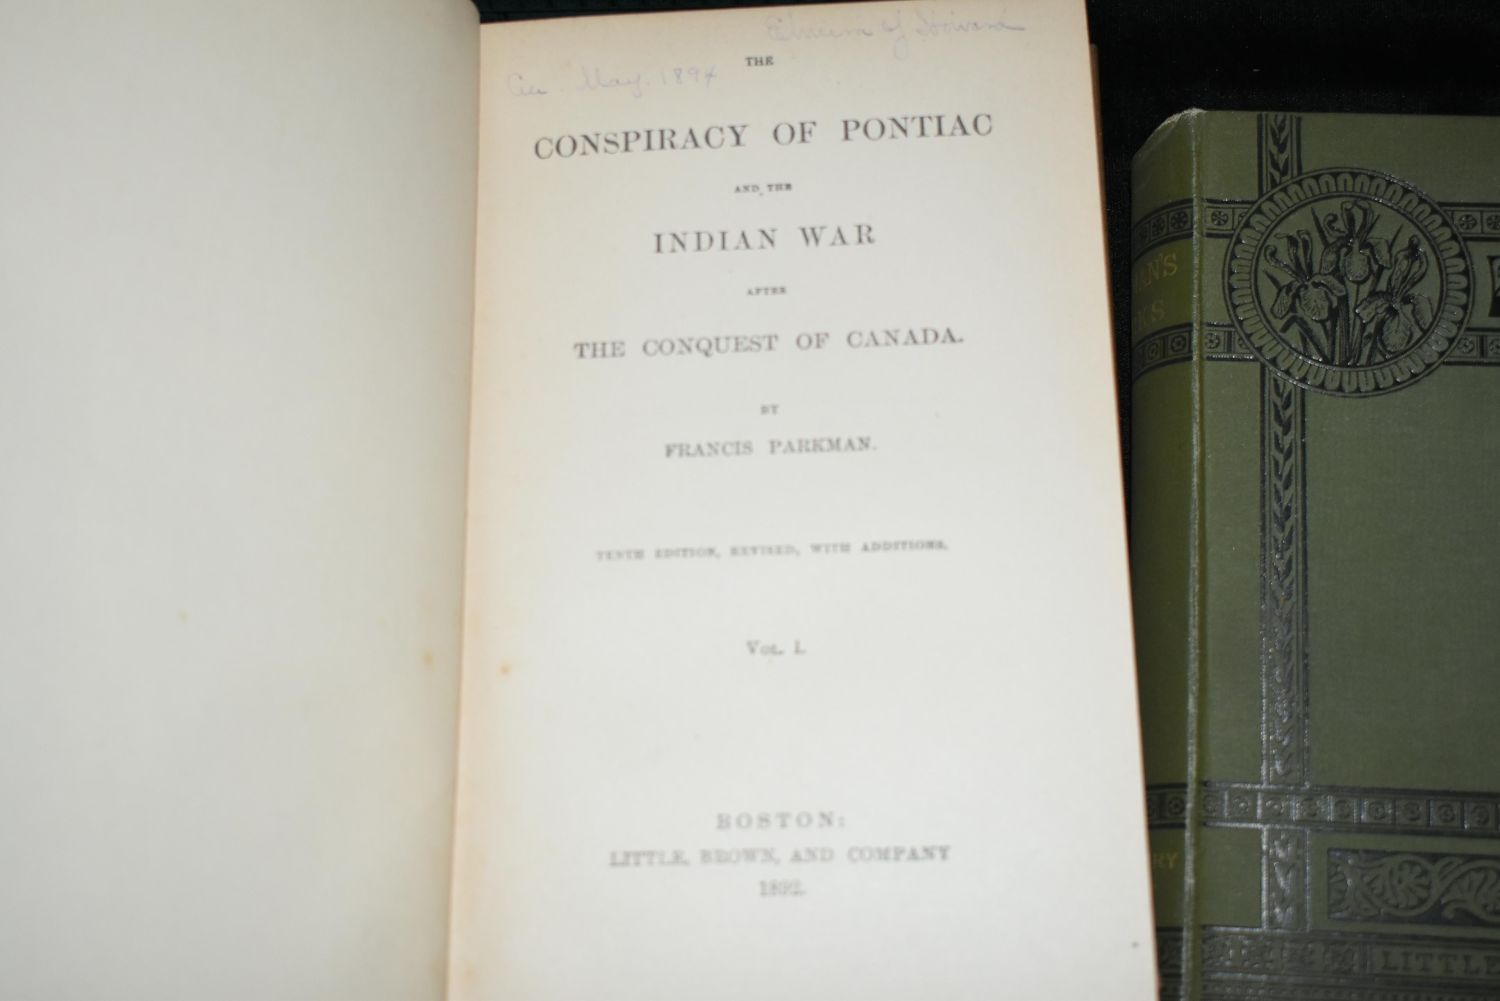 THE
May. 1894
CONSPIRACY OF PONTIAC
AND THE
INDIAN WAR
AFTER
THE CONQUEST OF CANADA.
BY
FRANCIS PARKMAN.
TENTH EDITION, REVISED, WITH ADDITIONS.
VOL. I.
BOSTON:
LITTLE, BROWN, AND COMPANY
1892.
LITTLE